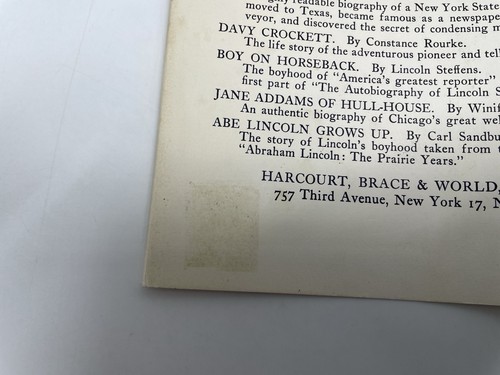 readable biography of a New York State
moved to Texas, became famous as a newspape
veyor, and discovered the secret of condensing m
DAVY CROCKETT. By Constance Rourke.
The life story of the adventurous pioneer and tell
BOY ON HORSEBACK. By Lincoln Steffens.
The boyhood of "America's greatest reporter"
first part of "The Autobiography of Lincoln S
JANE ADDAMS OF HULL-HOUSE. By Winif
An authentic biography of Chicago's great wel
ABE LINCOLN GROWS UP. By Carl Sandbu
The story of Lincoln's boyhood taken from t
"Abraham Lincoln: The Prairie Years."
HARCOURT, BRACE & WORLD,
757 Third Avenue, New York 17, N